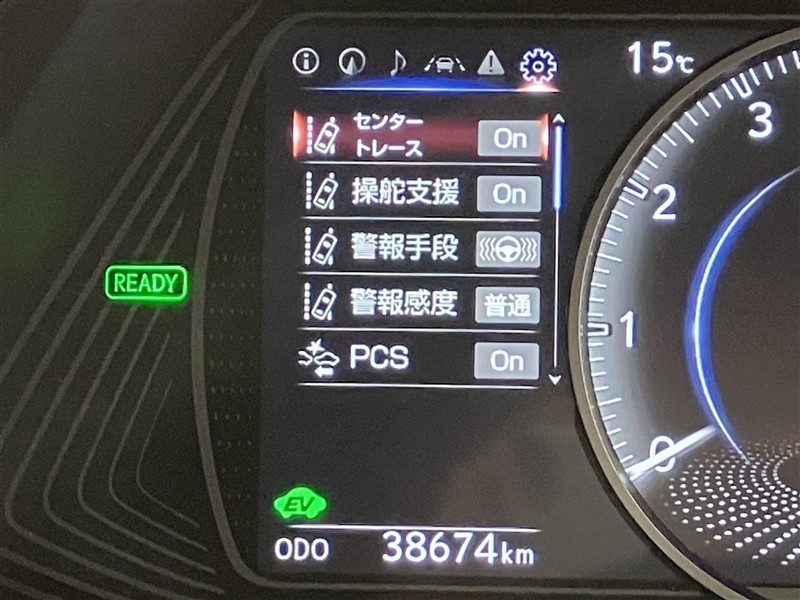 15℃
センター
トレース
On
操舵支援
On
警報手段
警報感度
普通
PCS
On
READY
3
2
1
0
EV
ODO 38674km